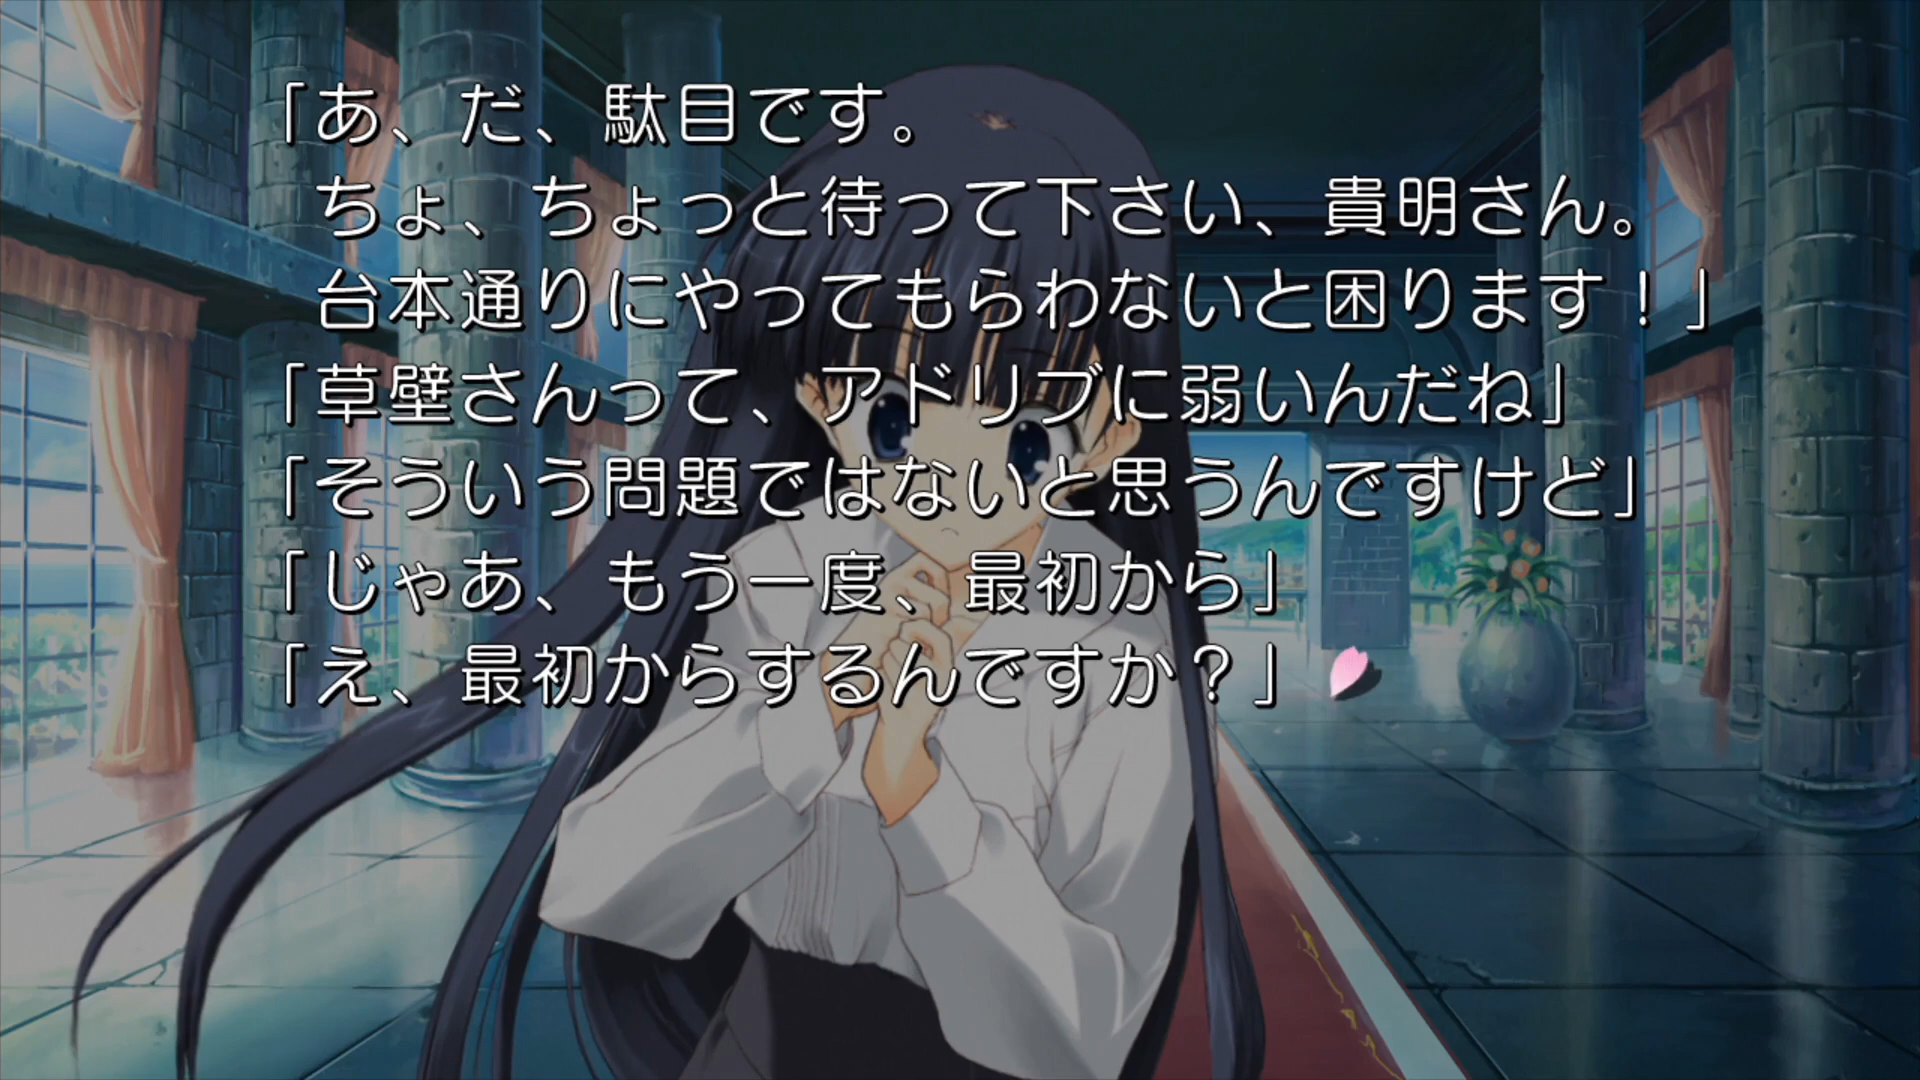 「あ、だ、駄目です。
ちょ、ちょっと待って下さい、貴明さん。
台本通りにやってもらわないと困ります！」
「草壁さんって、アドリブに弱いんだね」
「そういう問題ではないと思うんですけど」
「じゃあ、もう一度、最初から」
「え、最初からするんですか？」